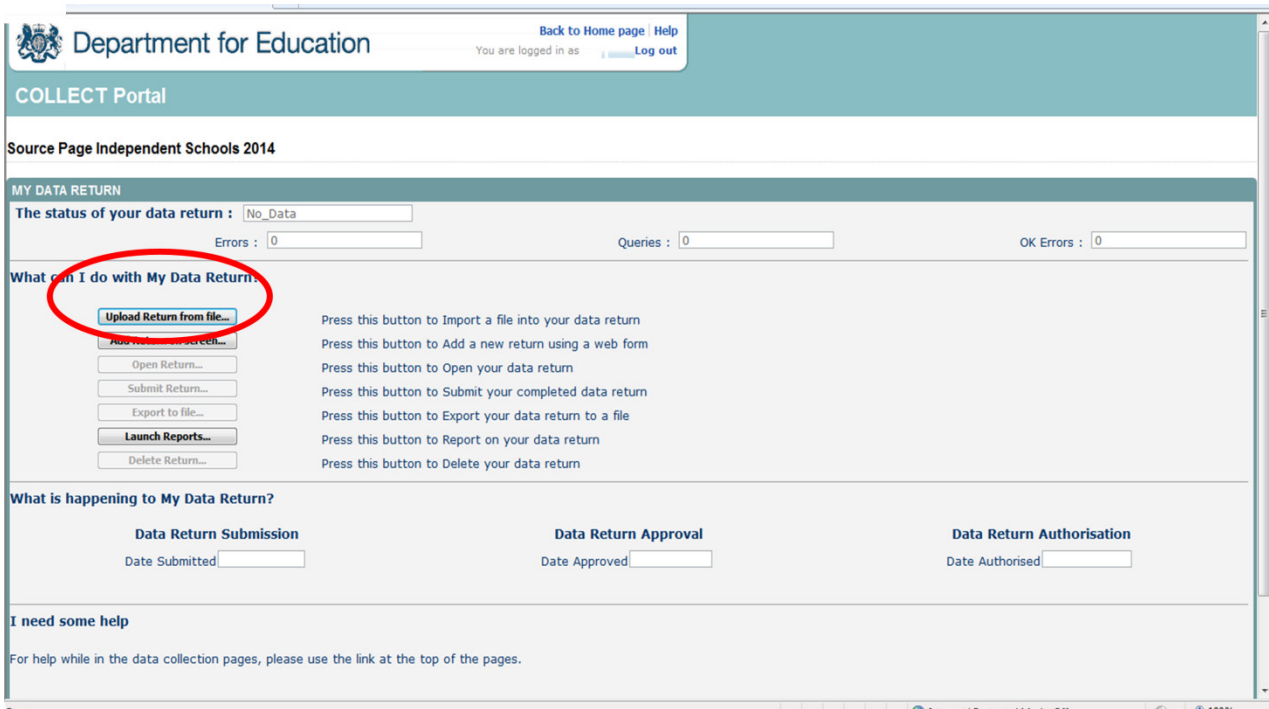 Back to Home page | Help
Department for Education
You are logged in as
Log out
COLLECT Portal
Source Page Independent Schools 2014
MY DATA RETURN
The status of your data return : No_Data
Errors : 0 Queries : 0 OK Errors : 0
What can I do with My Data Return?
Upload Return from file... Press this button to Import a file into your data return
Add Return on screen... Press this button to Add a new return using a web form
Open Return... Press this button to Open your data return
Submit Return... Press this button to Submit your completed data return
Export to file... Press this button to Export your data return to a file
Launch Reports... Press this button to Report on your data return
Delete Return... Press this button to Delete your data return
What is happening to My Data Return?
Data Return Submission Data Return Approval Data Return Authorisation
Date Submitted Date Approved Date Authorised
I need some help
For help while in the data collection pages, please use the link at the top of the pages.